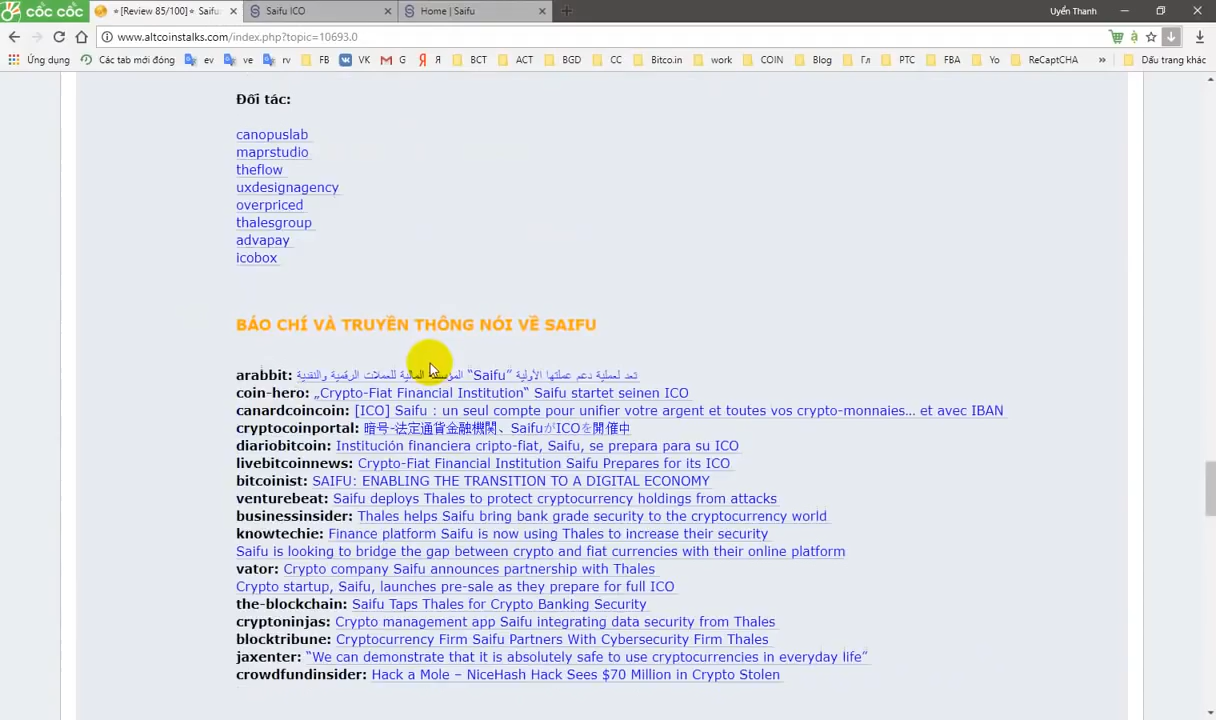 cốc cốc
⭐[Review 85/100]⭐ Saifu
Saifu ICO
Home | Saifu
Uyển Thanh
www.altcoinstalks.com/index.php?topic=10693.0
Ứng dụng
Các tab mới đóng
ev
ve
rv
FB
VK
G
Я
BCT
ACT
BGD
CC
Bitco.in
work
COIN
Blog
Гл
PTC
FBA
Yo
ReCaptCHA
»
Dấu trang khác
Đối tác:
canopuslab
maprstudio
theflow
uxdesignagency
overpriced
thalesgroup
advapay
icobox
BÁO CHÍ VÀ TRUYỀN THÔNG NÓI VỀ SAIFU
arabbit: المؤسسة المالية للعملات الرقمية والنقدية “Saifu” تعد لعملية دعم عملتها الأولية
coin-hero: „Crypto-Fiat Financial Institution“ Saifu startet seinen ICO
canardcoincoin: [ICO] Saifu : un seul compte pour unifier votre argent et toutes vos crypto-monnaies… et avec IBAN
cryptocoinportal: 暗号-法定通貨金融機関、SaifuがICOを開催中
diariobitcoin: Institución financiera cripto-fiat, Saifu, se prepara para su ICO
livebitcoinnews: Crypto-Fiat Financial Institution Saifu Prepares for its ICO
bitcoinist: SAIFU: ENABLING THE TRANSITION TO A DIGITAL ECONOMY
venturebeat: Saifu deploys Thales to protect cryptocurrency holdings from attacks
businessinsider: Thales helps Saifu bring bank grade security to the cryptocurrency world
knowtechie: Finance platform Saifu is now using Thales to increase their security
Saifu is looking to bridge the gap between crypto and fiat currencies with their online platform
vator: Crypto company Saifu announces partnership with Thales
Crypto startup, Saifu, launches pre-sale as they prepare for full ICO
the-blockchain: Saifu Taps Thales for Crypto Banking Security
cryptoninjas: Crypto management app Saifu integrating data security from Thales
blocktribune: Cryptocurrency Firm Saifu Partners With Cybersecurity Firm Thales
jaxenter: “We can demonstrate that it is absolutely safe to use cryptocurrencies in everyday life”
crowdfundinsider: Hack a Mole – NiceHash Hack Sees $70 Million in Crypto Stolen